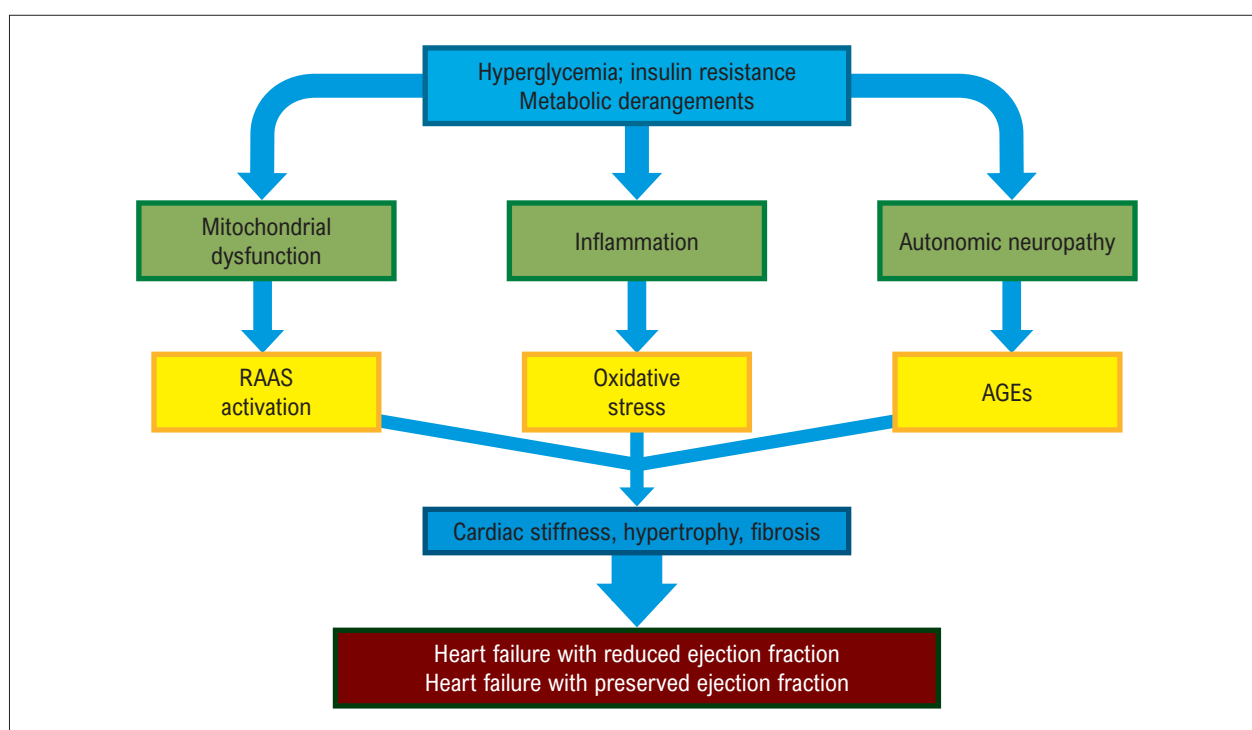 Hyperglycemia; insulin resistance
Metabolic derangements
Mitochondrial
dysfunction
Inflammation
Autonomic neuropathy
RAAS
activation
Oxidative
stress
AGEs
Cardiac stiffness, hypertrophy, fibrosis
Heart failure with reduced ejection fraction
Heart failure with preserved ejection fraction